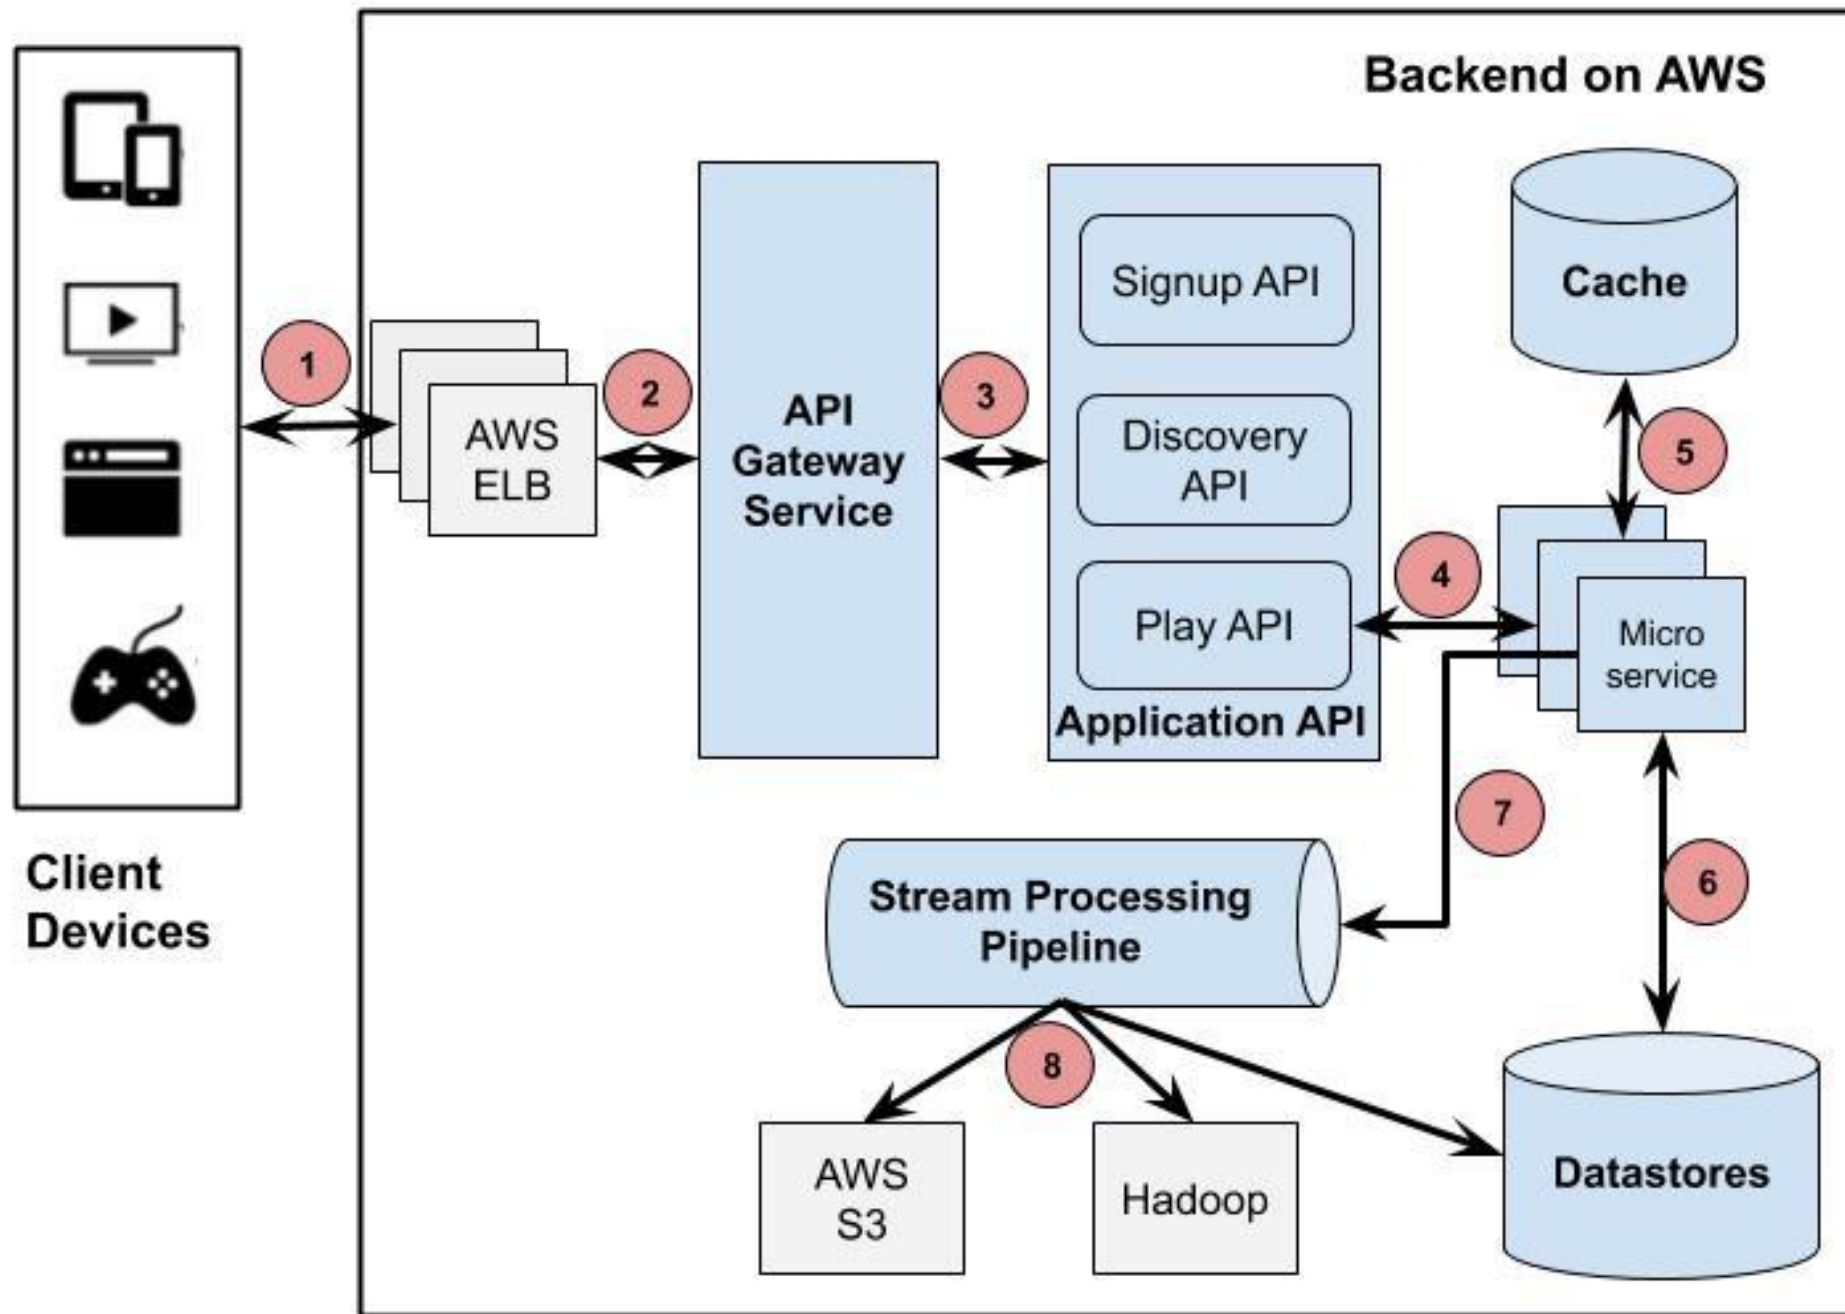 Backend on AWS
Client
Devices
1
AWS
ELB
2
API
Gateway
Service
3
Signup API
Discovery
API
Play API
Application API
4
Micro
service
5
Cache
6
Datastores
7
Stream Processing
Pipeline
8
AWS
S3
Hadoop